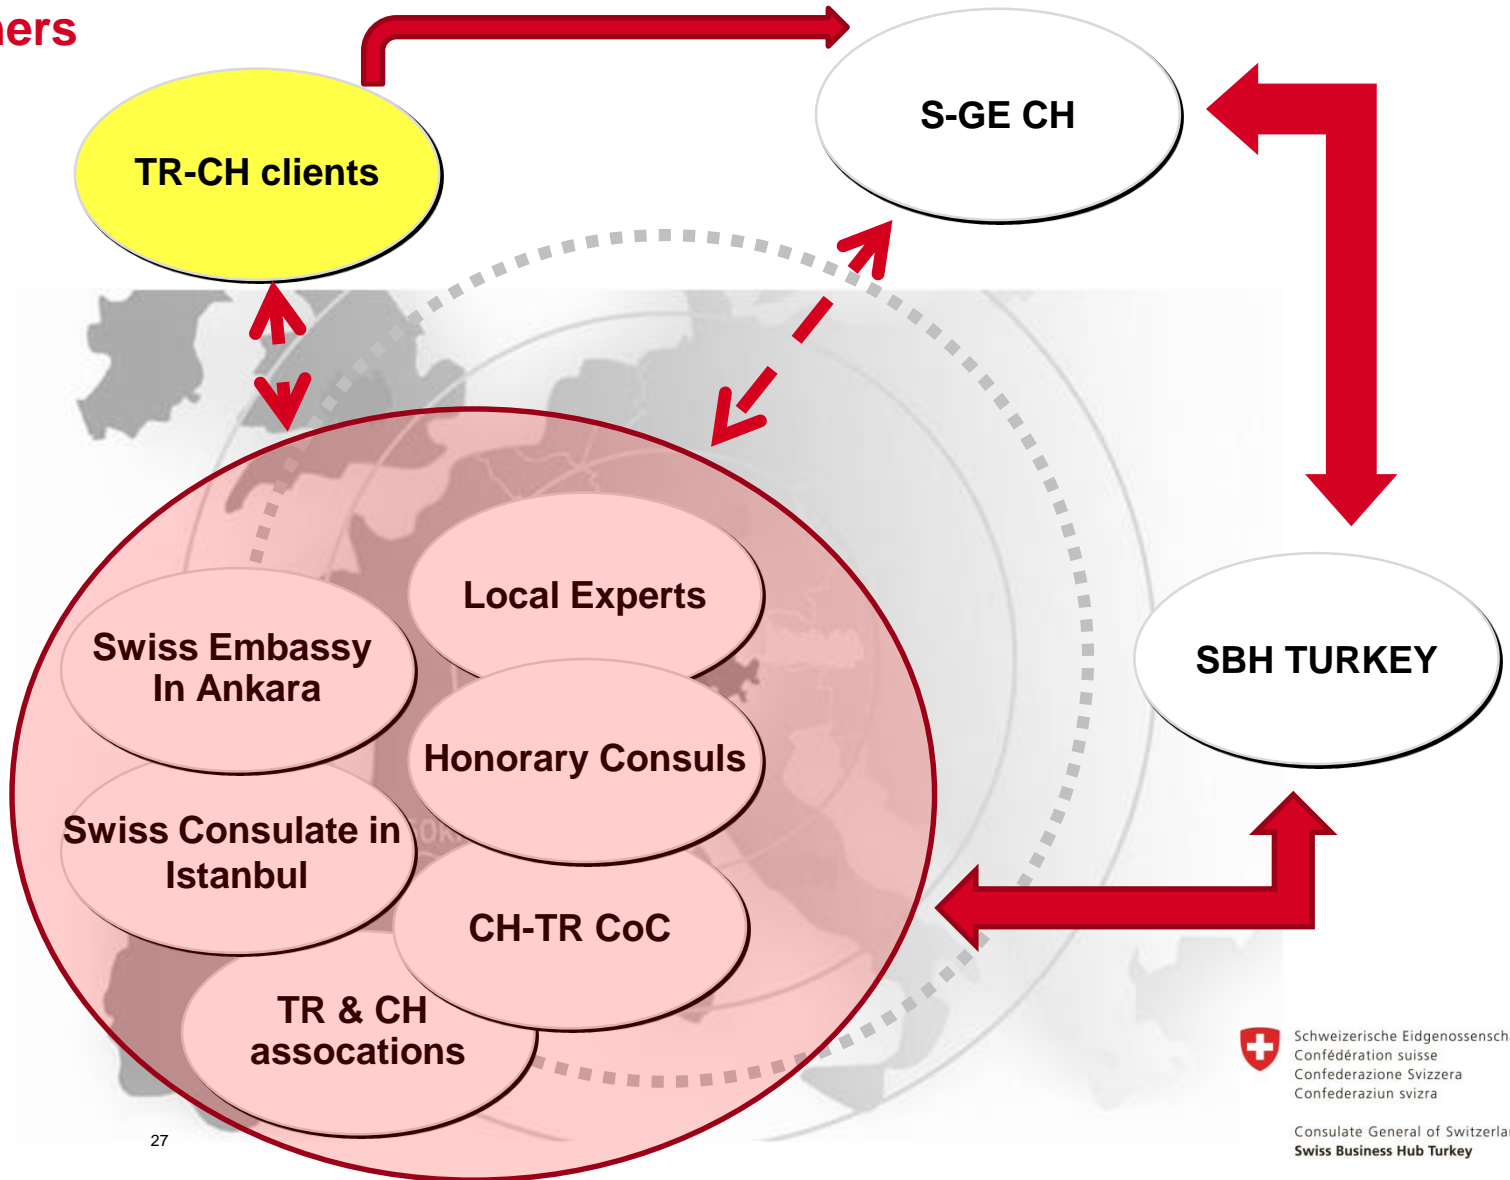 S-GE CH
TR-CH clients
Local Experts
Swiss Embassy
In Ankara
SBH TURKEY
Honorary Consuls
Swiss Consulate in
Istanbul
CH-TR CoC
TR & CH
assocations
Schweizerische Eidgenossensch
Confédération suisse
Confederazione Svizzera
Confederaziun svizra
Consulate General of Switzerlan
Swiss Business Hub Turkey
27